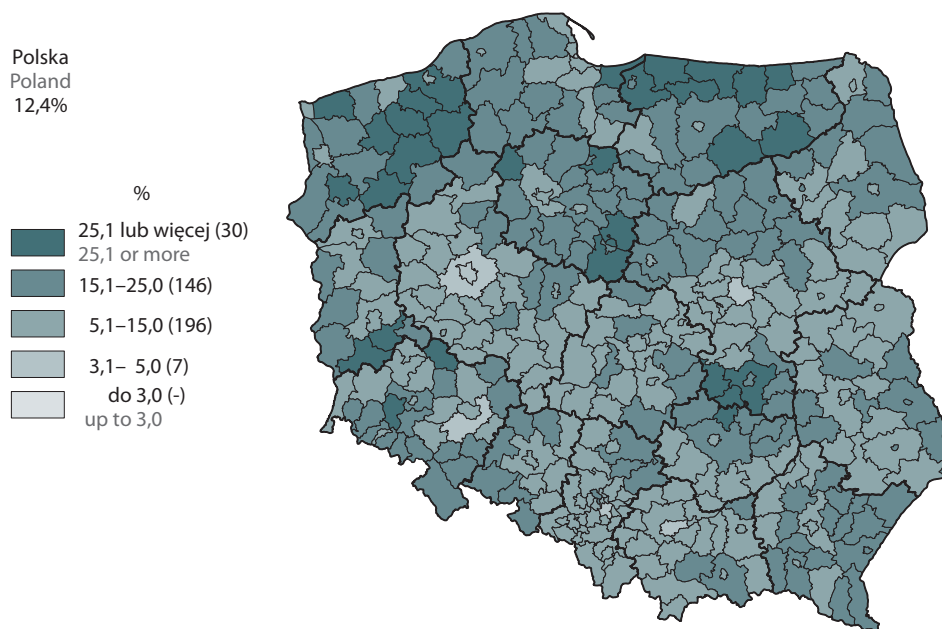 Polska
Poland
12,4%
%
25,1 lub więcej (30)
25,1 or more
15,1–25,0 (146)
5,1–15,0 (196)
3,1– 5,0 (7)
do 3,0 (-)
up to 3,0